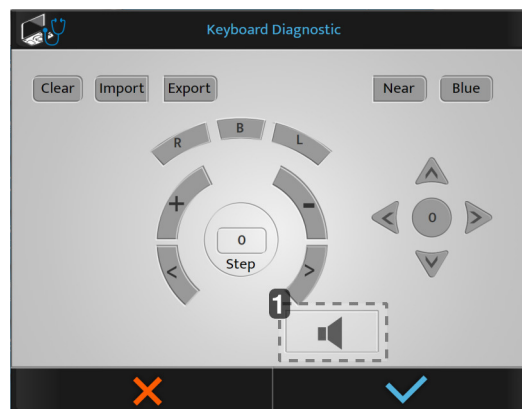 Keyboard Diagnostic
Clear Import Export Near Blue
R B L
+ -
0
Step
< >
< 0 >
1